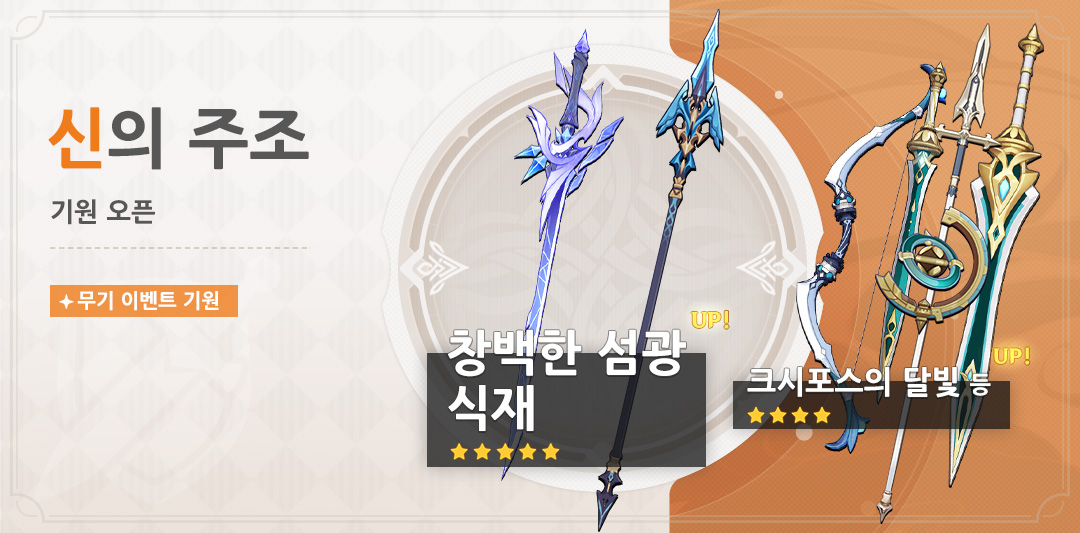 신의 주조
기원 오픈
무기 이벤트 기원
UP!
창백한 섬광
식재
UP!
크시포스의 달빛 등